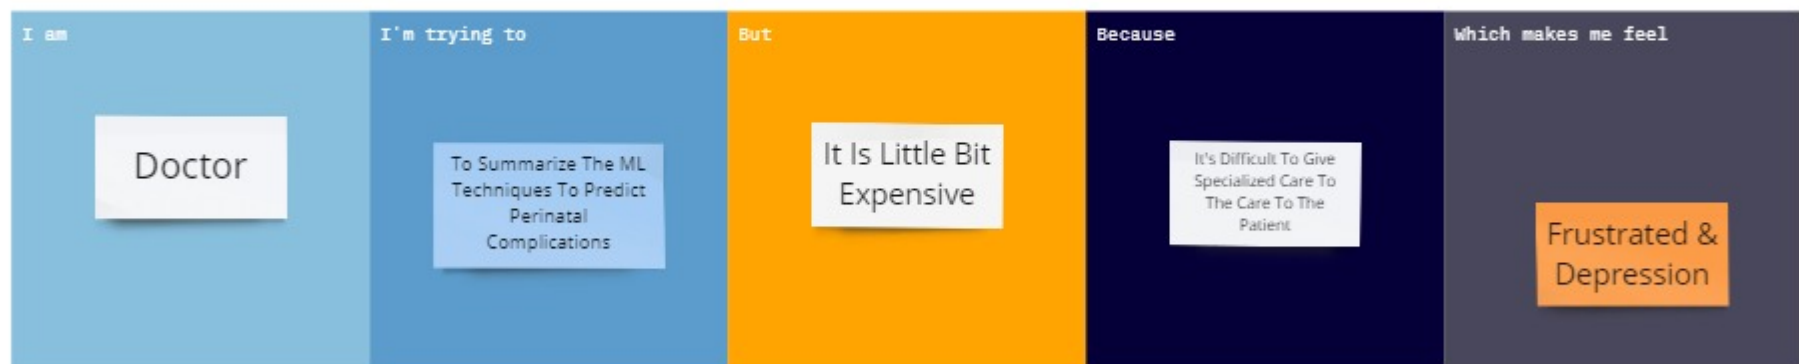 I am
Doctor
I'm trying to
To Summarize The ML
Techniques To Predict
Perinatal
Complications
But
It Is Little Bit
Expensive
Because
It's Difficult To Give
Specialized Care To
The Care To The
Patient
Which makes me feel
Frustrated &
Depression